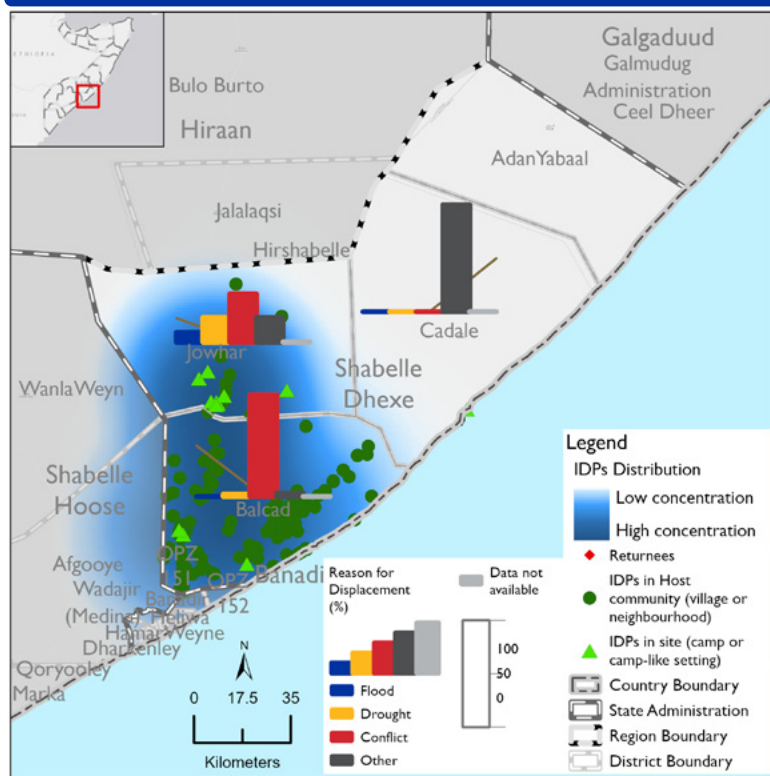 ETHIOPIA
Galgaduud
Galmudug
Administration
Ceel Dheer
Bulo Burto
Hiraan
AdanYabaal
Jalalaqsi
Hirshabelle
Cadale
Jowhar
Shabelle
Dhexe
WanlaWeyn
Shabelle
Hoose
Balcad
Afgooye
OPZ
151
OPZ
152
Banadi
Wadajir
(Medina)
Heliwa
HamarWeyne
Dharkenley
Qoryooley
Marka
N
0 17.5 35
Kilometers
Legend
IDPs Distribution
Low concentration
High concentration
Returnees
IDPs in Host
community (village or
neighbourhood)
IDPs in site (camp or
camp-like setting)
Country Boundary
State Administration
Region Boundary
District Boundary
Reason for
Displacement
(%)
Data not
available
100
50
0
Flood
Drought
Conflict
Other